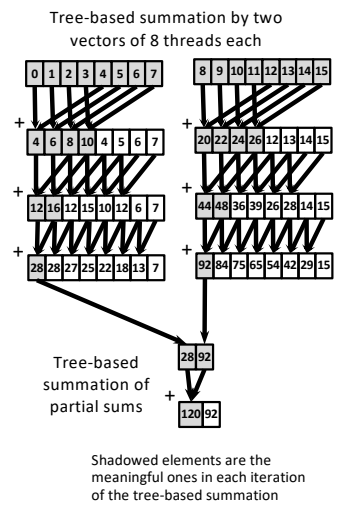 Tree-based summation by two
vectors of 8 threads each
0 1 2 3 4 5 6 7
8 9 10 11 12 13 14 15
+
+
4 6 8 10 4 5 6 7
20 22 24 26 12 13 14 15
+
+
12 16 12 15 10 12 6 7
44 48 36 39 26 28 14 15
+
+
28 28 27 25 22 18 13 7
92 84 75 65 54 42 29 15
Tree-based
summation of
partial sums
28 92
+
120 92
Shadowed elements are the
meaningful ones in each iteration
of the tree-based summation